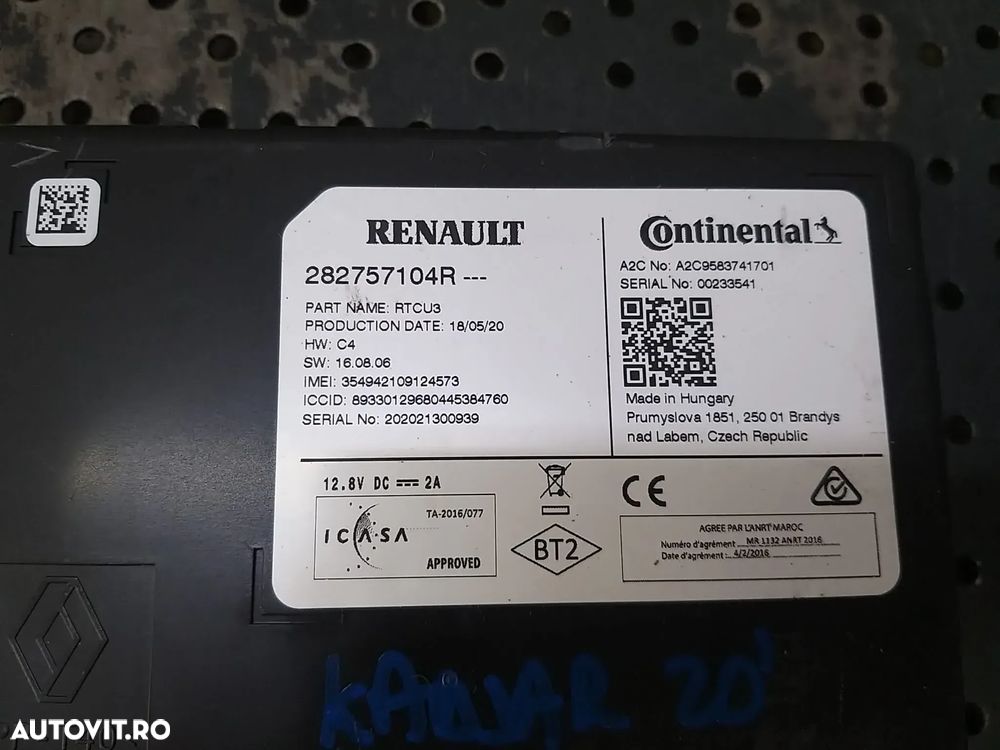 RENAULT
282757104R ---
PART NAME: RTCU3
PRODUCTION DATE: 18/05/20
HW: C4
SW: 16.08.06
IMEI: 354942109124573
ICCID: 89330129680445384760
SERIAL No: 202021300939
Continental
A2C No: A2C9583741701
SERIAL No: 00233541
Made in Hungary
Prumyslova 1851, 250 01 Brandys
nad Labem, Czech Republic
12.8V DC 2A
ICASA
TA-2016/077
APPROVED
BT2
CE
AGREE PAR L'ANRT MAROC
Numéro d'agrément MR 1132 ANRT 2016
Date d'agrément: 4/2/2016
20'
AUTOVIT.RO